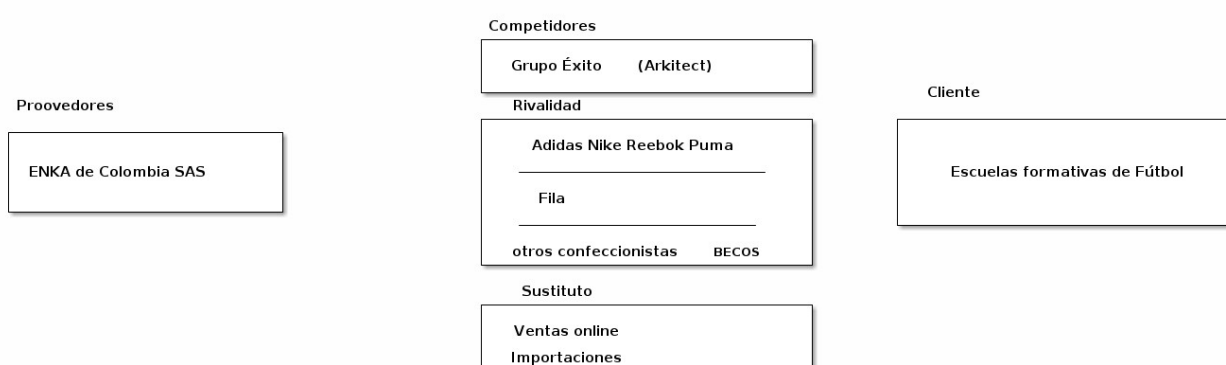 Competidores
Grupo Éxito (Arkitect)
Proovedores
ENKA de Colombia SAS
Rivalidad
Adidas Nike Reebok Puma
Fila
otros confeccionistas BECOS
Cliente
Escuelas formativas de Fútbol
Sustituto
Ventas online
Importaciones